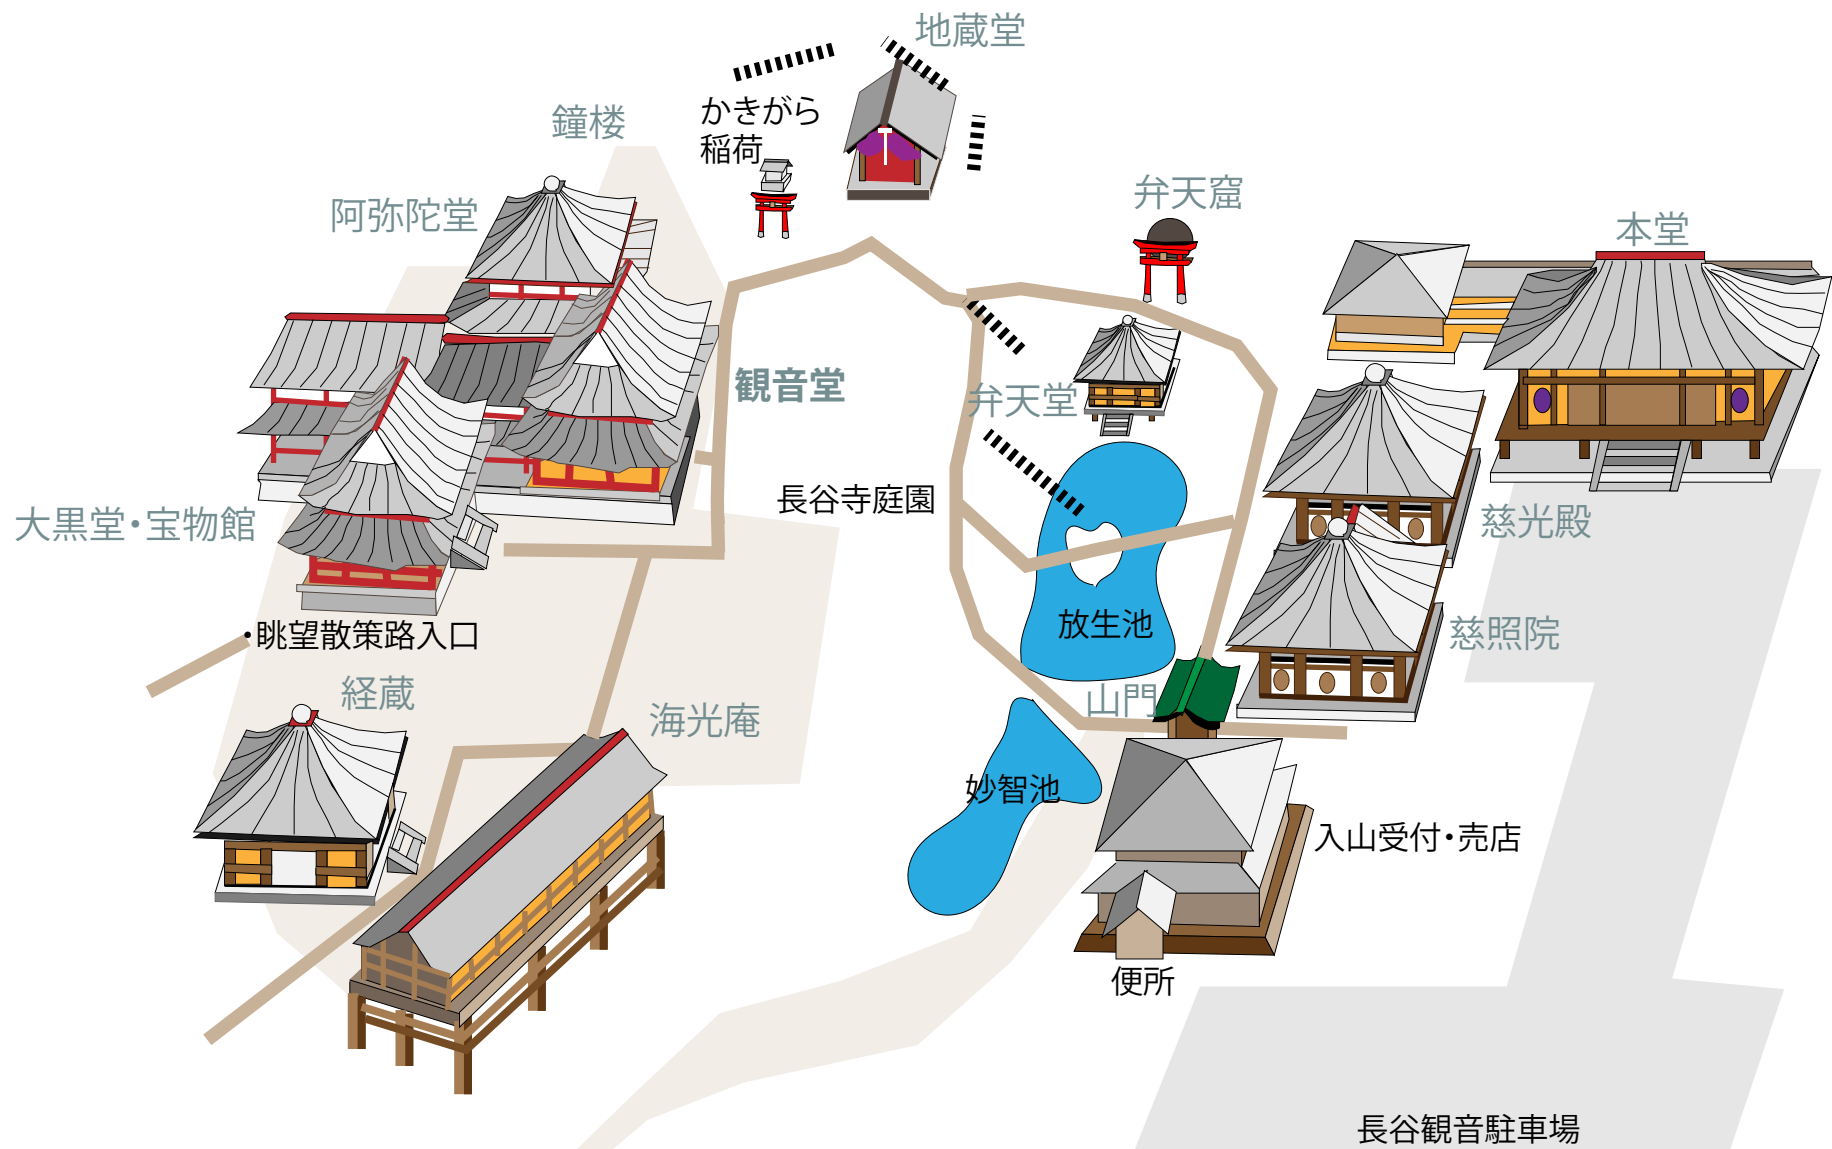 地蔵堂
かきがら
稲荷
鐘楼
弁天窟
阿弥陀堂
本堂
観音堂
弁天堂
長谷寺庭園
大黒堂・宝物館
慈光殿
放生池
・眺望散策路入口
慈照院
経蔵
山門
海光庵
妙智池
入山受付・売店
便所
長谷観音駐車場